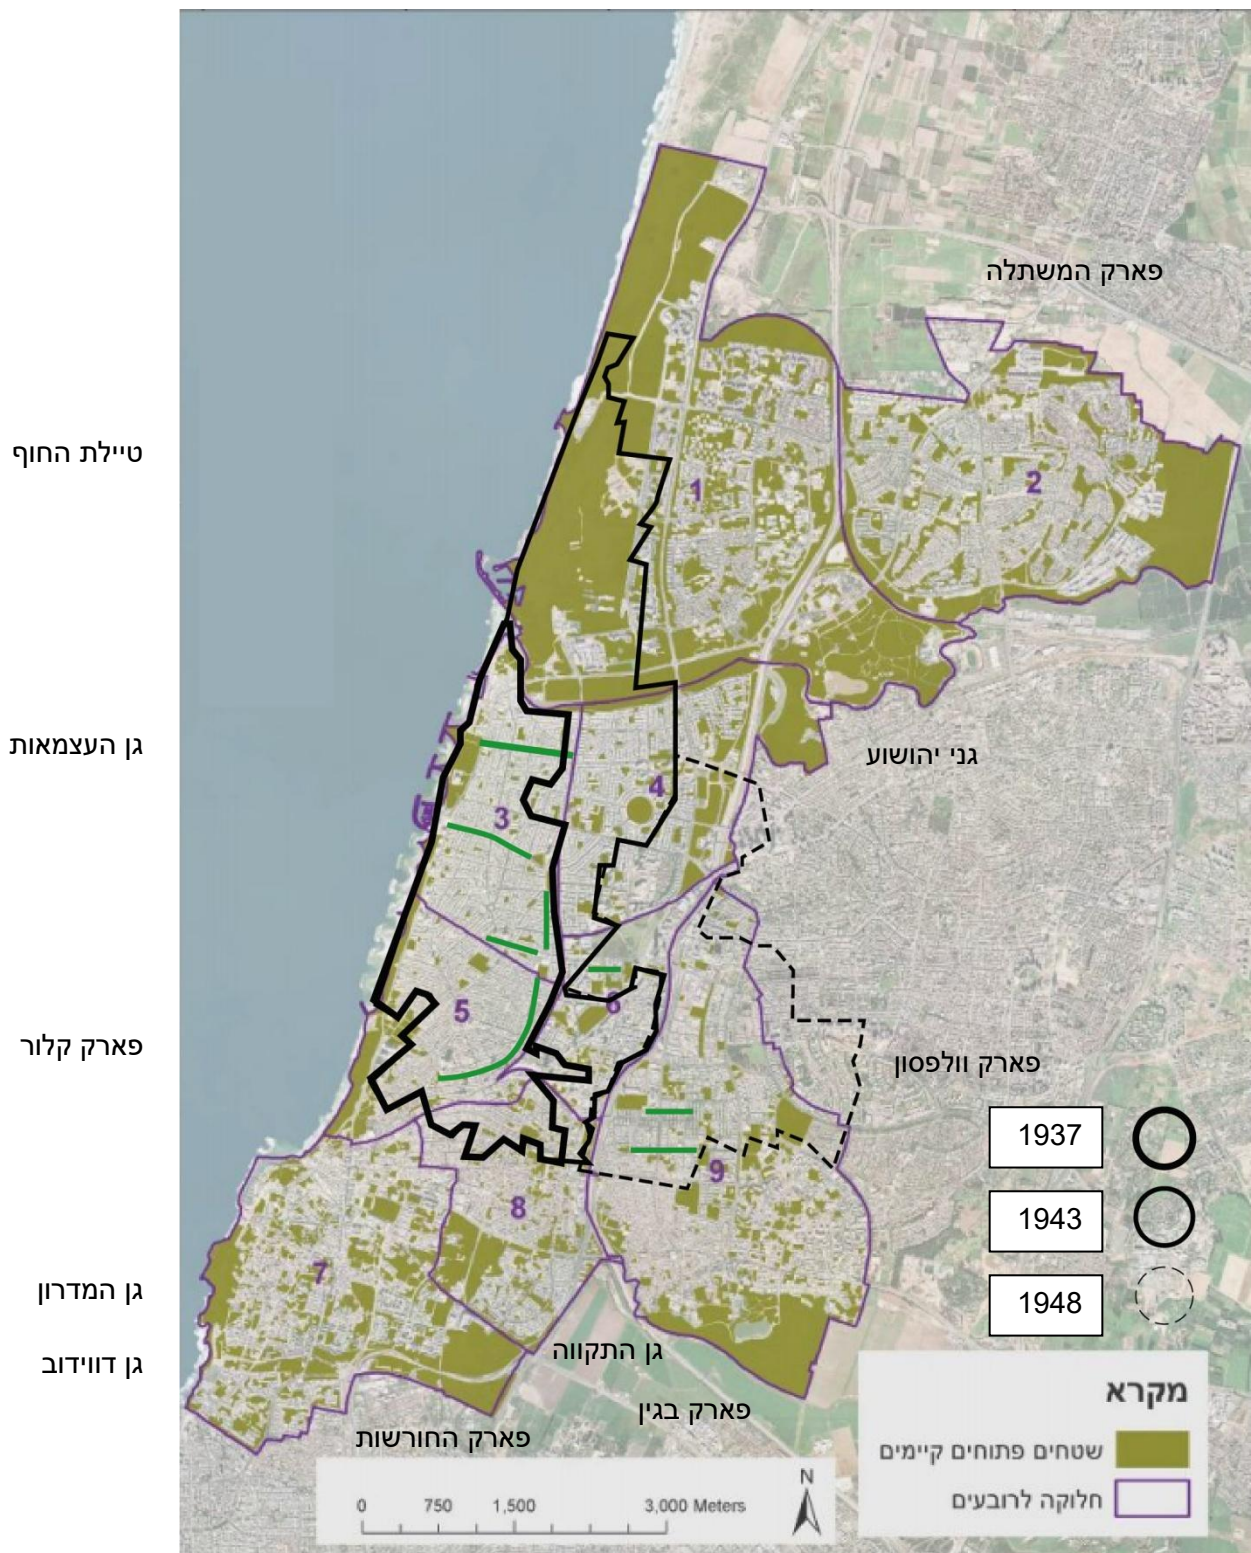 פארק המשתלה
טיילת החוף
1
2
גן העצמאות
גני יהושוע
4
3
6
5
פארק קלור
פארק וולפסון
1937
9
8
1943
7
גן המדרון
1948
גן התקווה
גן דווידוב
מקרא
פארק בגין
פארק החורשות
שטחים פתוחים קיימים
חלוקה לרובעים
N
0 750 1,500 3,000 Meters